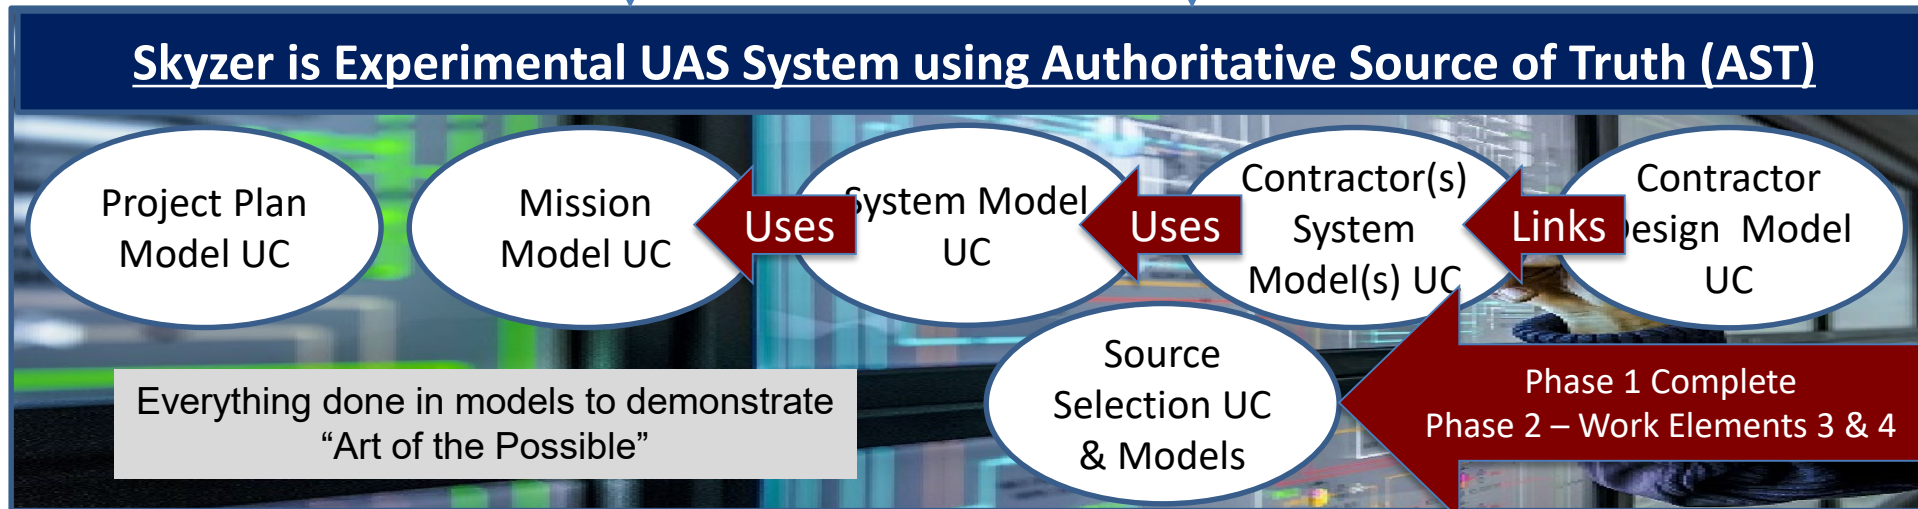 Skyzer is Experimental UAS System using Authoritative Source of Truth (AST)
Project Plan
Model UC
Mission
Model UC
Uses
System Model
UC
Uses
Contractor(s)
System
Model(s) UC
Links
Contractor
Design Model
UC
Source
Selection UC
& Models
Everything done in models to demonstrate
“Art of the Possible”
Phase 1 Complete
Phase 2 – Work Elements 3 & 4